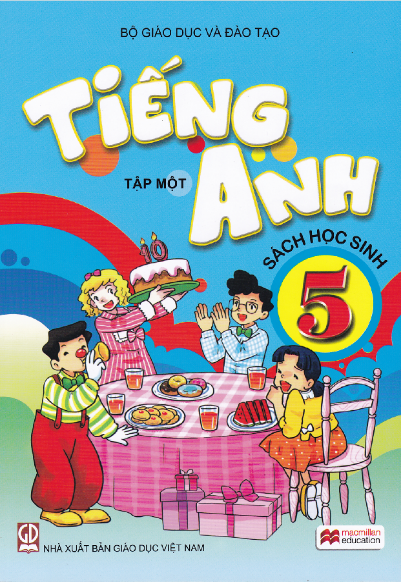 BỘ GIÁO DỤC VÀ ĐÀO TẠO
TIẾNG
ANH
TẬP MỘT
SÁCH HỌC SINH
5
10
GD
NHÀ XUẤT BẢN GIÁO DỤC VIỆT NAM
macmillan
education